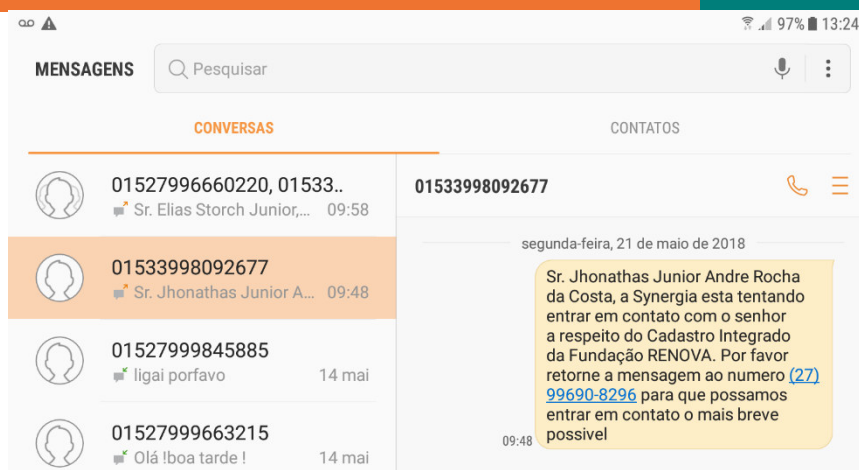 97% 13:24
MENSAGENS
Pesquisar
CONVERSAS
CONTATOS
01527996660220, 01533..
Sr. Elias Storch Junior,... 09:58
01533998092677
Sr. Jhonathas Junior A... 09:48
01527999845885
ligai porfavo 14 mai
01527999663215
Olá !boa tarde ! 14 mai
01533998092677
segunda-feira, 21 de maio de 2018
Sr. Jhonathas Junior Andre Rocha
da Costa, a Synergia esta tentando
entrar em contato com o senhor
a respeito do Cadastro Integrado
da Fundação RENOVA. Por favor
retorne a mensagem ao numero (27)
99690-8296 para que possamos
entrar em contato o mais breve
possivel
09:48